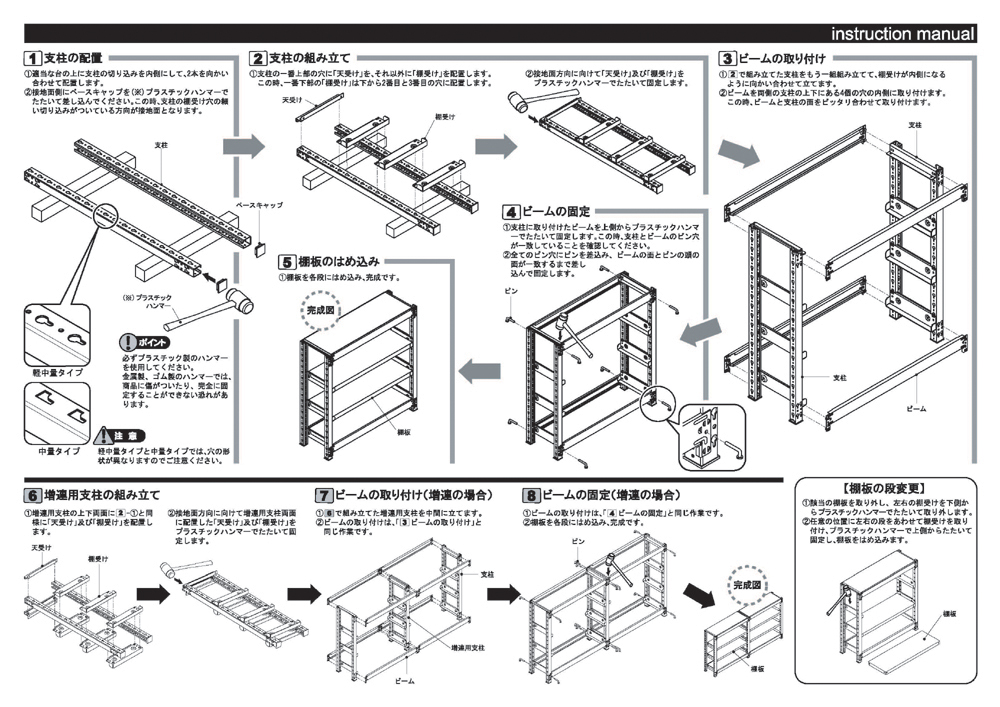 instruction manual
1 支柱の配置
①適当な台の上に支柱の切り込みを内側にして、2本を向かい
合わせて配置します。
②接地面側にベースキャップを(※)プラスチックハンマーで
たたいて差し込んでください。この時、支柱の棚受け穴の細
い切り込みがついている方向が接地面となります。
支柱
ベースキャップ
(※)プラスチック
ハンマー
軽中量タイプ
中量タイプ
ポイント
必ずプラスチック製のハンマー
を使用してください。
金属製、ゴム製のハンマーでは、
商品に傷がついたり、完全に固
定することができない恐れがあ
ります。
注意
軽中量タイプと中量タイプでは、穴の形
状が異なりますのでご注意ください。
2 支柱の組み立て
①支柱の一番上部の穴に「天受け」を、それ以外に「棚受け」を配置します。
この時、一番下部の「棚受け」は下から2番目と3番目の穴に配置します。
天受け
棚受け
②接地面方向に向けて「天受け」及び「棚受け」を
プラスチックハンマーでたたいて固定します。
3 ビームの取り付け
①2で組み立てた支柱をもう一組組み立てて、棚受けが内側になる
ように向かい合わせて立てます。
②ビームを両側の支柱の上下にある4個の穴の内側に取り付けます。
この時、ビームと支柱の面をピッタリ合わせて取り付けます。
支柱
支柱
ビーム
4 ビームの固定
①支柱に取り付けたビームを上側からプラスチックハンマ
ーでたたいて固定します。この時、支柱とビームのピン穴
が一致していることを確認してください。
②全てのピン穴にピンを差込み、ビームの面とピンの頭の
面が一致するまで差し
込んで固定します。
ピン
5 棚板のはめ込み
①棚板を各段にはめ込み、完成です。
完成図
棚板
6 増連用支柱の組み立て
①増連用支柱の上下両面に2-①と同
様に「天受け」及び「棚受け」を配置し
ます。
天受け
棚受け
②接地面方向に向けて増連用支柱両面
に配置した「天受け」及び「棚受け」を
プラスチックハンマーでたたいて固
定します。
7 ビームの取り付け(増連の場合)
①6で組み立てた増連用支柱を中間に立てます。
②ビームの取り付けは、「3 ビームの取り付け」と
同じ作業です。
支柱
増連用支柱
ビーム
8 ビームの固定(増連の場合)
①ビームの取り付けは、「4 ビームの固定」と同じ作業です。
②棚板を各段にはめ込み、完成です。
ピン
完成図
棚板
【棚板の段変更】
①該当の棚板を取り外し、左右の棚受けを下側か
らプラスチックハンマーでたたいて取り外します。
②任意の位置に左右の段をあわせて棚受けを取り
付け、プラスチックハンマーで上側からたたいて
固定し、棚板をはめ込みます。
棚板